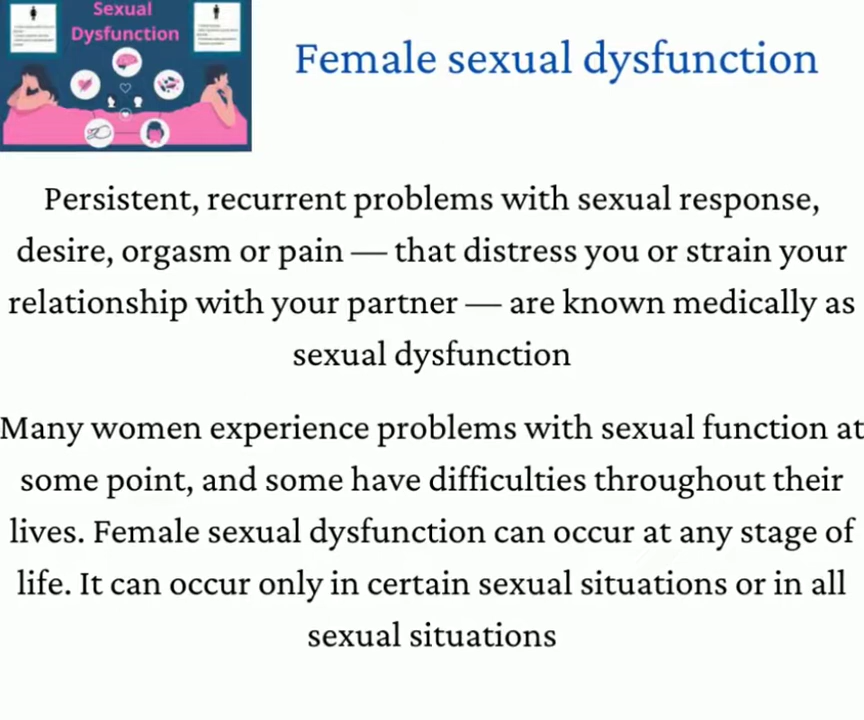 Sexual
Dysfunction
Female sexual dysfunction
Persistent, recurrent problems with sexual response,
desire, orgasm or pain — that distress you or strain your
relationship with your partner — are known medically as
sexual dysfunction
Many women experience problems with sexual function at
some point, and some have difficulties throughout their
lives. Female sexual dysfunction can occur at any stage of
life. It can occur only in certain sexual situations or in all
sexual situations